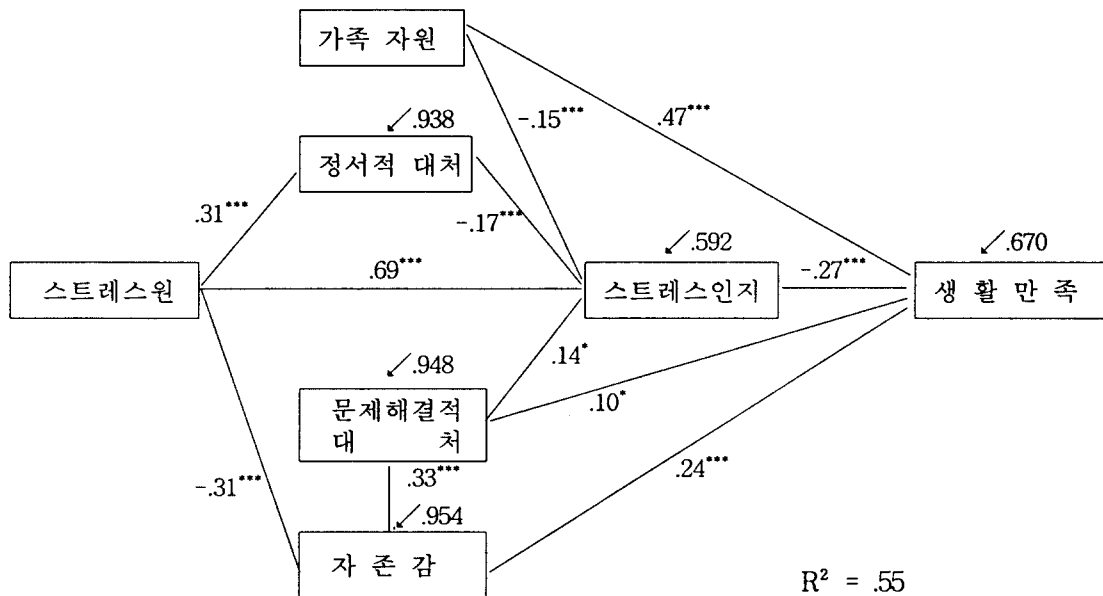 가족 자원
-.15***
.47***
.938
정서적 대처
.31***
-.17***
스트레스원
.69***
.592
스트레스인지
-.27***
.670
생 활 만 족
.14*
.948
문제해결적
대 처
.10*
.33***
-.31***
.24***
.954
자 존 감
R² = .55